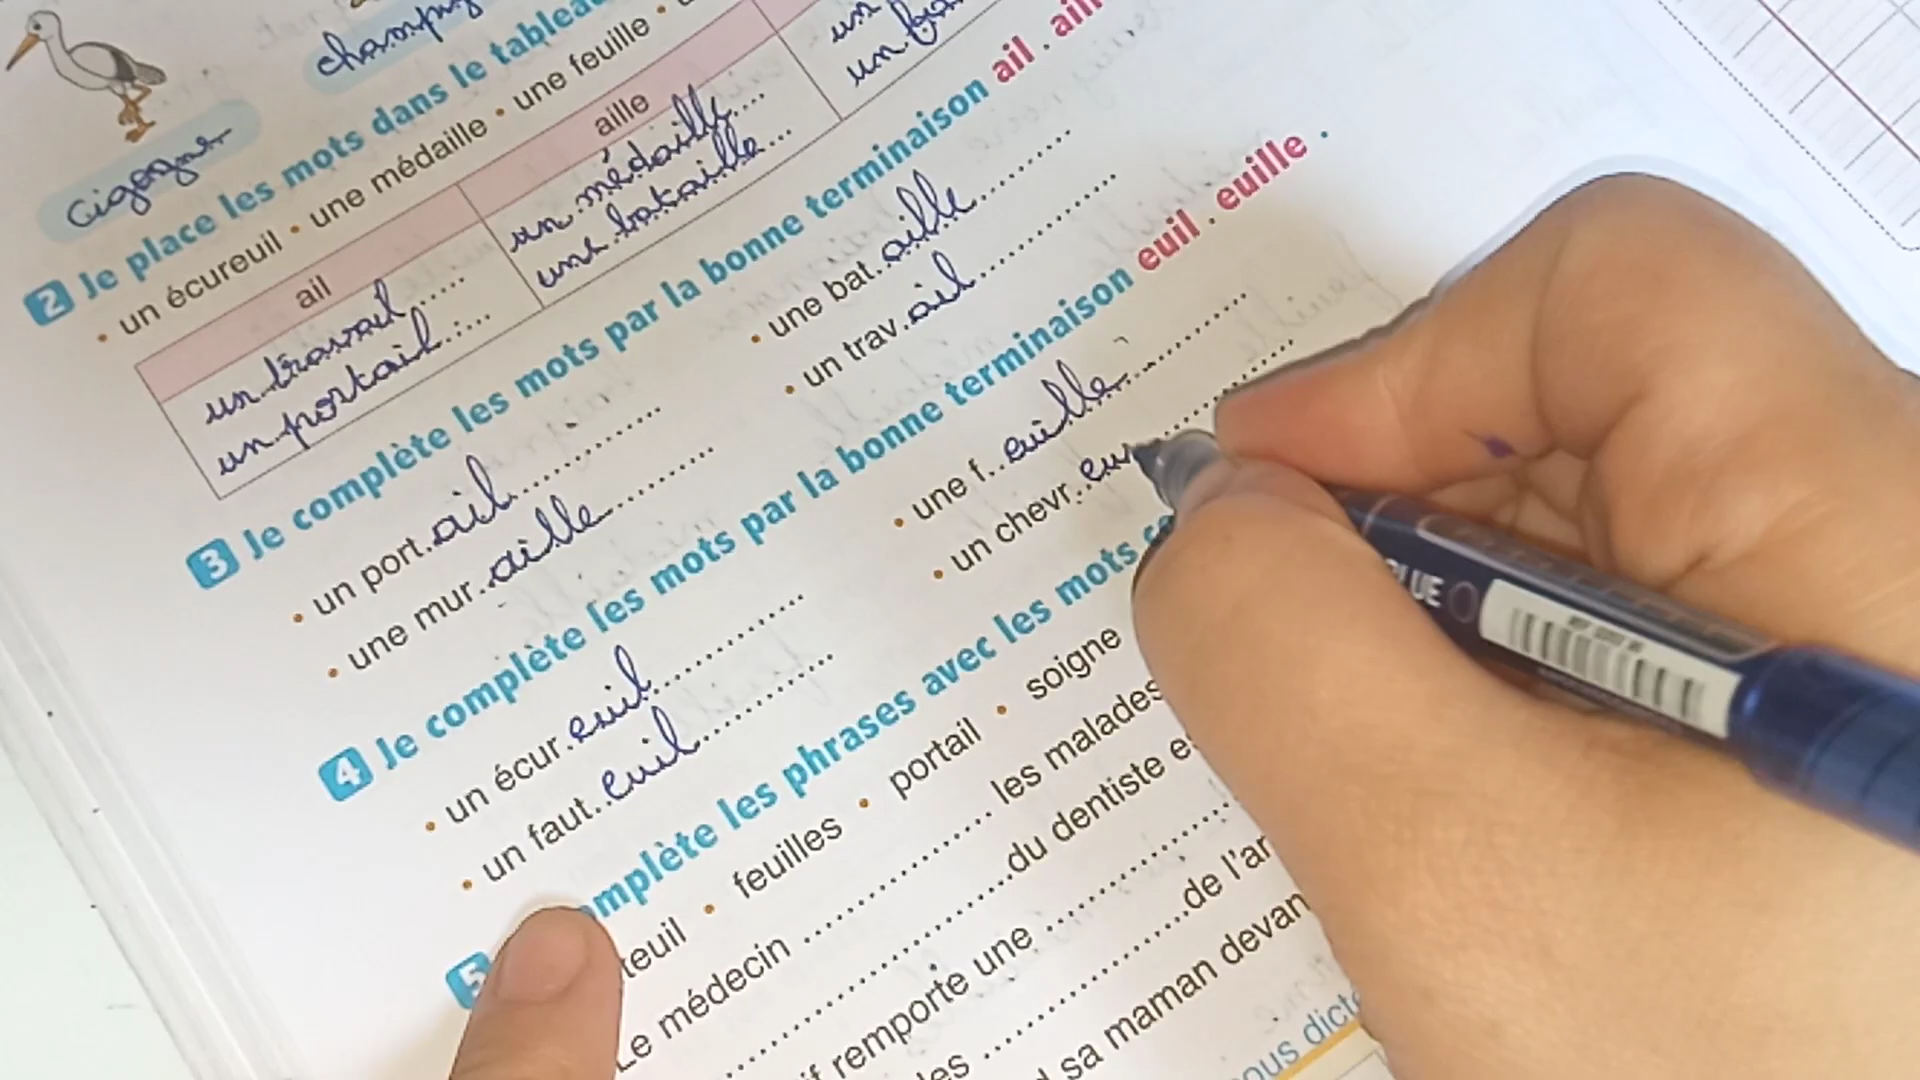 cigogne
2 Je place les mots dans le tableau
• un écureuil • une médaille • une feuille •
ail aille
un travail un médaille un
un portail une bataille un
3 Je complète les mots par la bonne terminaison ail . aille
• un port.ail • une bat.aille
• une mur.aille • un trav.ail
4 Je complète les mots par la bonne terminaison euil . euille .
• un écur.euil • une f..euille
• un faut..euil • un chevr..eu
5 complète les phrases avec les mots
teuil • feuilles • portail • soigne
Le médecin .......... les malades
..........du dentiste e
if remporte une ..........
les ..........de l'ar
d sa maman devan
nous dict